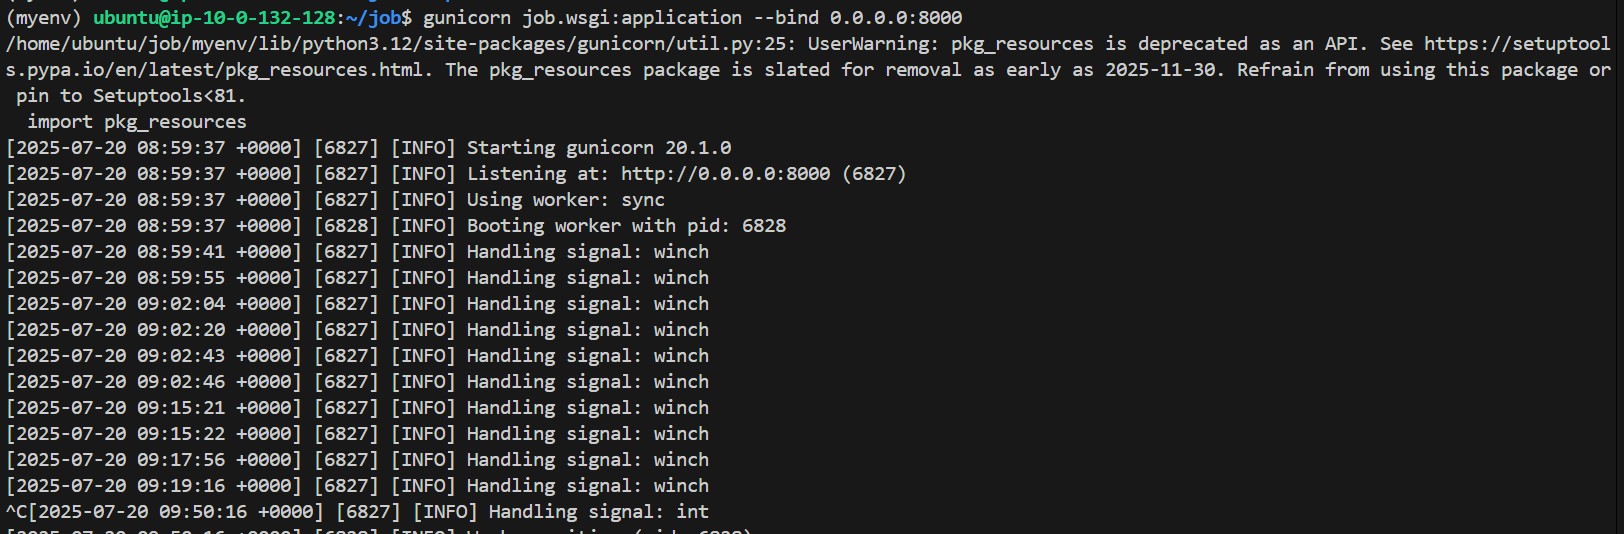 (myenv) ubuntu@ip-10-0-132-128:~/job$ gunicorn job.wsgi:application --bind 0.0.0.0:8000
/home/ubuntu/job/myenv/lib/python3.12/site-packages/gunicorn/util.py:25: UserWarning: pkg_resources is deprecated as an API. See https://setuptool
s.pypa.io/en/latest/pkg_resources.html. The pkg_resources package is slated for removal as early as 2025-11-30. Refrain from using this package or
 pin to Setuptools<81.
  import pkg_resources
[2025-07-20 08:59:37 +0000] [6827] [INFO] Starting gunicorn 20.1.0
[2025-07-20 08:59:37 +0000] [6827] [INFO] Listening at: http://0.0.0.0:8000 (6827)
[2025-07-20 08:59:37 +0000] [6827] [INFO] Using worker: sync
[2025-07-20 08:59:37 +0000] [6828] [INFO] Booting worker with pid: 6828
[2025-07-20 08:59:41 +0000] [6827] [INFO] Handling signal: winch
[2025-07-20 08:59:55 +0000] [6827] [INFO] Handling signal: winch
[2025-07-20 09:02:04 +0000] [6827] [INFO] Handling signal: winch
[2025-07-20 09:02:20 +0000] [6827] [INFO] Handling signal: winch
[2025-07-20 09:02:43 +0000] [6827] [INFO] Handling signal: winch
[2025-07-20 09:02:46 +0000] [6827] [INFO] Handling signal: winch
[2025-07-20 09:15:21 +0000] [6827] [INFO] Handling signal: winch
[2025-07-20 09:15:22 +0000] [6827] [INFO] Handling signal: winch
[2025-07-20 09:17:56 +0000] [6827] [INFO] Handling signal: winch
[2025-07-20 09:19:16 +0000] [6827] [INFO] Handling signal: winch
^C[2025-07-20 09:50:16 +0000] [6827] [INFO] Handling signal: int